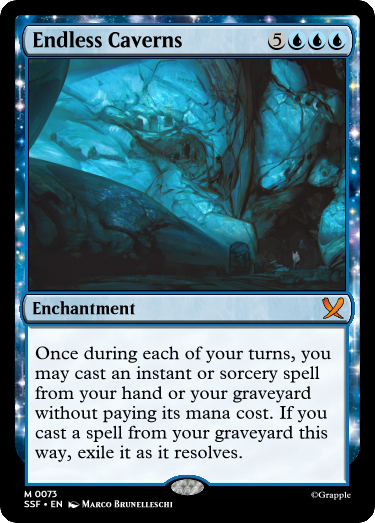 Endless Caverns 5
Enchantment
Once during each of your turns, you
may cast an instant or sorcery spell
from your hand or your graveyard
without paying its mana cost. If you
cast a spell from your graveyard this
way, exile it as it resolves.
M 0073
SSF • EN Marco Brunelleschi
©Grapple